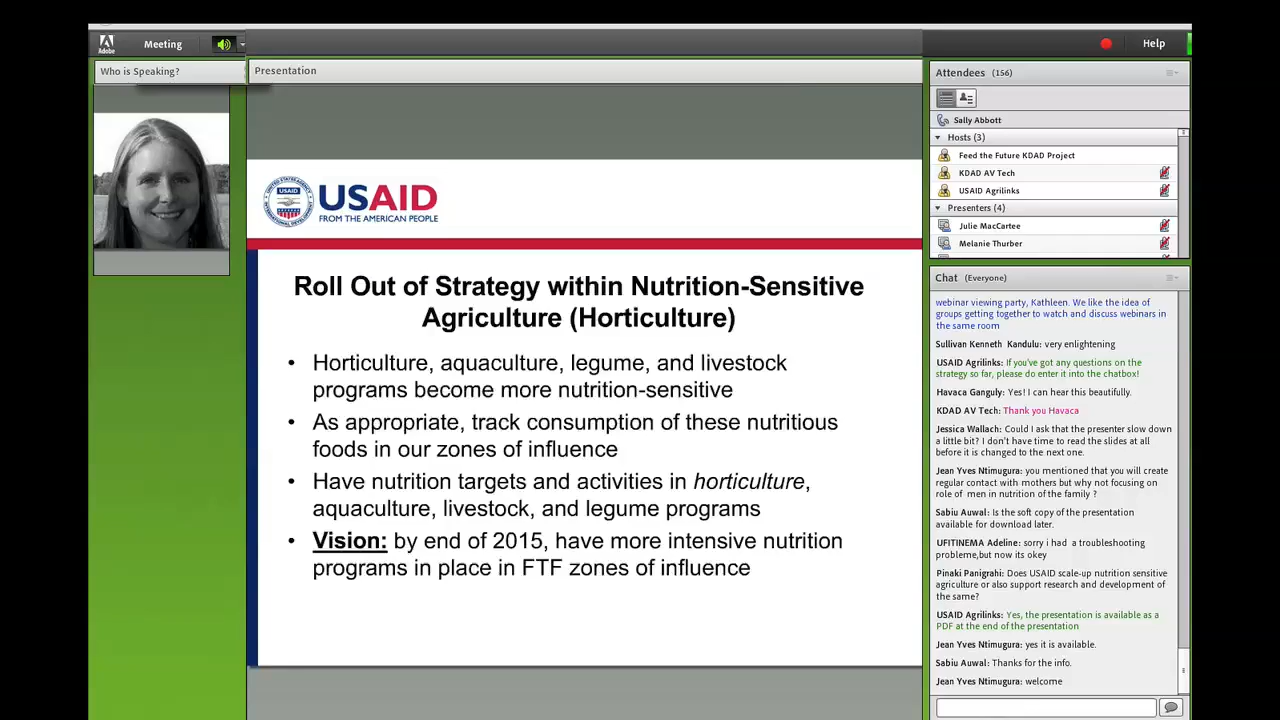 Adobe
Meeting
Help
Who is Speaking?
Presentation
USAID
USAID
FROM THE AMERICAN PEOPLE
Roll Out of Strategy within Nutrition-Sensitive
Agriculture (Horticulture)
• Horticulture, aquaculture, legume, and livestock
programs become more nutrition-sensitive
• As appropriate, track consumption of these nutritious
foods in our zones of influence
• Have nutrition targets and activities in horticulture,
aquaculture, livestock, and legume programs
• Vision: by end of 2015, have more intensive nutrition
programs in place in FTF zones of influence
Attendees (156)
Sally Abbott
Hosts (3)
Feed the Future KDAD Project
KDAD AV Tech
USAID Agrilinks
Presenters (4)
Julie MacCartee
Melanie Thurber
Chat (Everyone)
webinar viewing party, Kathleen. We like the idea of
groups getting together to watch and discuss webinars in
the same room
Sullivan Kenneth Kandulu: very enlightening
USAID Agrilinks: If you've got any questions on the
strategy so far, please do enter it into the chatbox!
Havaca Ganguly: Yes! I can hear this beautifully.
KDAD AV Tech: Thank you Havaca
Jessica Wallach: Could I ask that the presenter slow down
a little bit? I don't have time to read the slides at all
before it is changed to the next one.
Jean Yves Ntimugura: you mentioned that you will create
regular contact with mothers but why not focusing on
role of men in nutrition of the family ?
Sabiu Auwal: Is the soft copy of the presentation
available for download later.
UFITINEMA Adeline: sorry i had a troubleshooting
probleme,but now its okey
Pinaki Panigrahi: Does USAID scale-up nutrition sensitive
agriculture or also support research and development of
the same?
USAID Agrilinks: Yes, the presentation is available as a
PDF at the end of the presentation
Jean Yves Ntimugura: yes it is available.
Sabiu Auwal: Thanks for the info.
Jean Yves Ntimugura: welcome